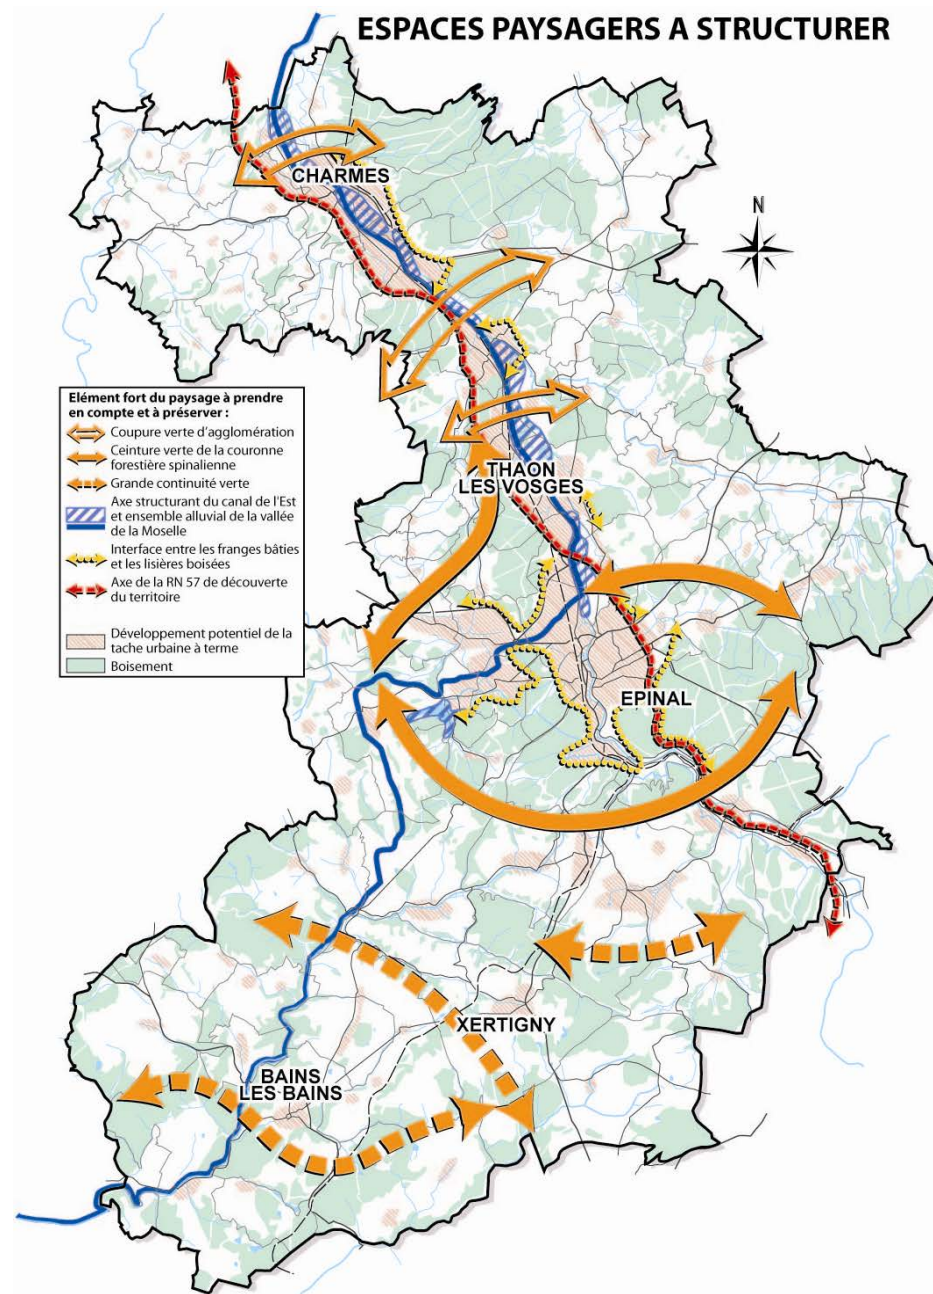 ESPACES PAYSAGERS A STRUCTURER
CHARMES
N
Elément fort du paysage à prendre
en compte et à préserver :
Coupure verte d'agglomération
Ceinture verte de la couronne
forestière spinalienne
Grande continuité verte
Axe structurant du canal de l'Est
et ensemble alluvial de la vallée
de la Moselle
Interface entre les franges bâties
et les lisières boisées
Axe de la RN 57 de découverte
du territoire
Développement potentiel de la
tache urbaine à terme
Boisement
THAON
LES VOSGES
EPINAL
XERTIGNY
BAINS
LES BAINS